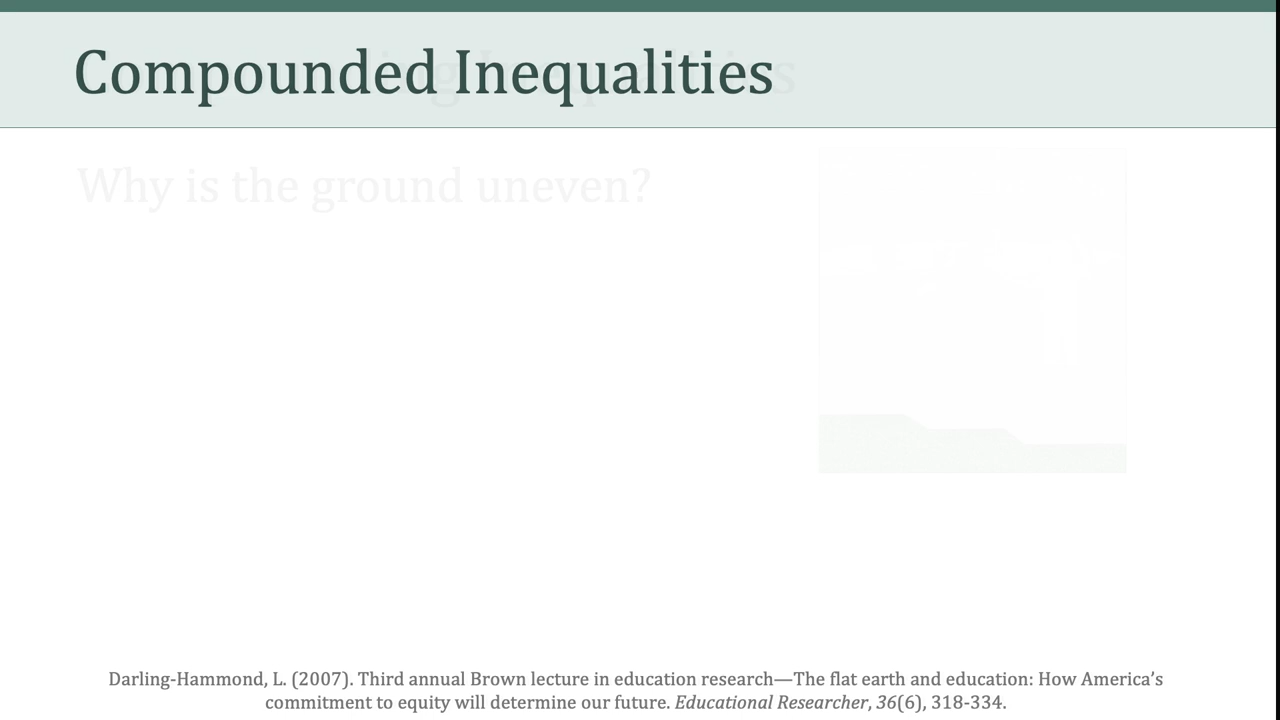 Compounded Inequalities
Why is the ground uneven?
Darling-Hammond, L. (2007). Third annual Brown lecture in education research—The flat earth and education: How America’s
commitment to equity will determine our future. Educational Researcher, 36(6), 318-334.